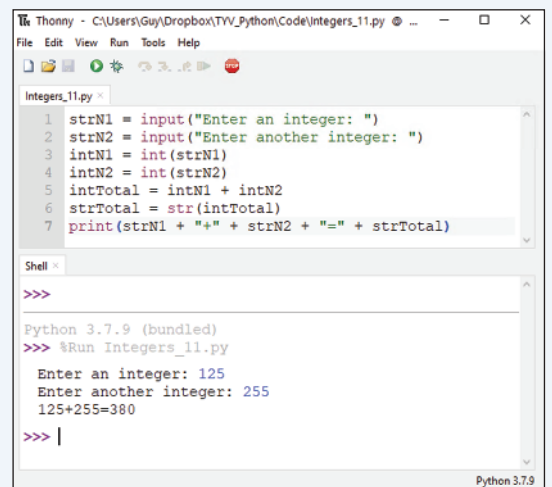 Thonny - C:\Users\Guy\Dropbox\TYV_Python\Code\Integers_11.py @ ...
File Edit View Run Tools Help
STOP
Integers_11.py ×
1 strN1 = input("Enter an integer: ")
2 strN2 = input("Enter another integer: ")
3 intN1 = int(strN1)
4 intN2 = int(strN2)
5 intTotal = intN1 + intN2
6 strTotal = str(intTotal)
7 print(strN1 + "+" + strN2 + "=" + strTotal)
Shell ×
>>>
Python 3.7.9 (bundled)
>>> %Run Integers_11.py
Enter an integer: 125
Enter another integer: 255
125+255=380
>>>
Python 3.7.9